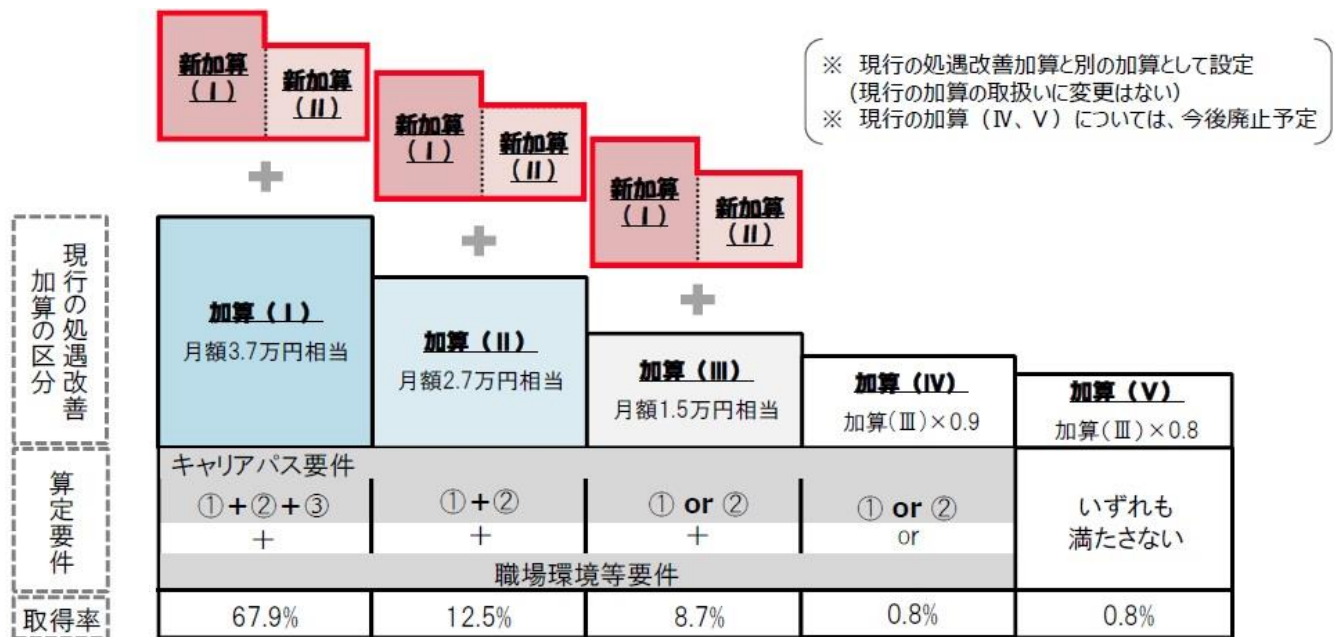 新加算
(Ⅰ)
新加算
(Ⅱ)
新加算
(Ⅰ)
新加算
(Ⅱ)
新加算
(Ⅰ)
新加算
(Ⅱ)
※ 現行の処遇改善加算と別の加算として設定
(現行の加算の取扱いに変更はない)
※ 現行の加算(Ⅳ、Ⅴ)については、今後廃止予定
+
+
+
現行の処遇改善
加算の区分
加算(Ⅰ)
月額3.7万円相当
加算(Ⅱ)
月額2.7万円相当
加算(Ⅲ)
月額1.5万円相当
加算(Ⅳ)
加算(Ⅲ)×0.9
加算(Ⅴ)
加算(Ⅲ)×0.8
算定要件
キャリアパス要件
①+②+③
①+②
① or ②
① or ②
+
+
+
or
いずれも
満たさない
職場環境等要件
取得率
67.9%
12.5%
8.7%
0.8%
0.8%